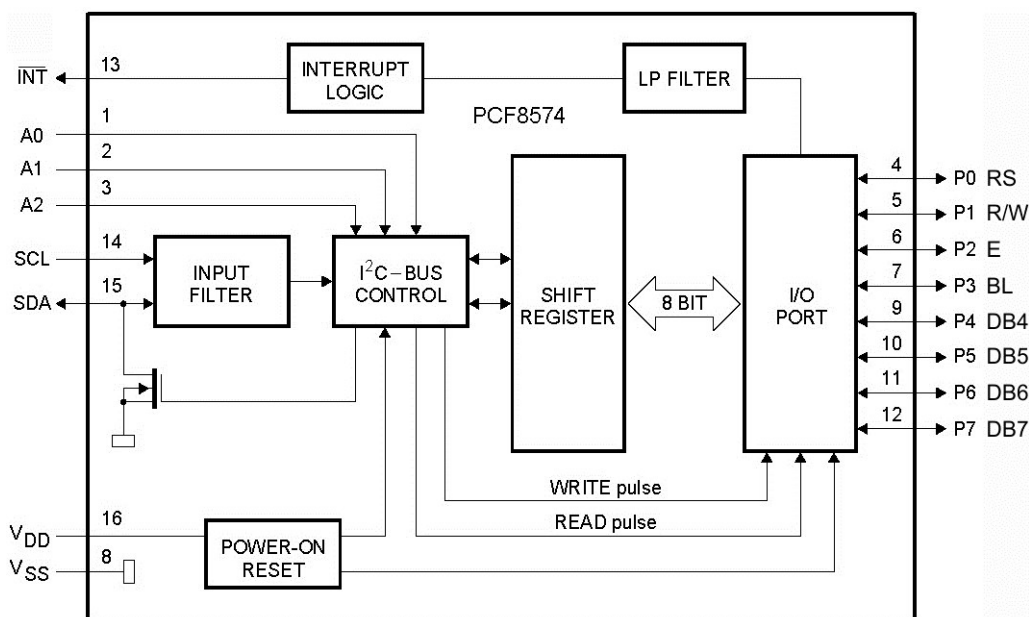 INT
13
INTERRUPT
LOGIC
LP FILTER
PCF8574
A0
1
A1
2
A2
3
SCL
14
SDA
15
INPUT
FILTER
I²C–BUS
CONTROL
SHIFT
REGISTER
8 BIT
I/O
PORT
4
P0 RS
5
P1 R/W
6
P2 E
7
P3 BL
9
P4 DB4
10
P5 DB5
11
P6 DB6
12
P7 DB7
WRITE pulse
READ pulse
VDD
16
VSS
8
POWER-ON
RESET